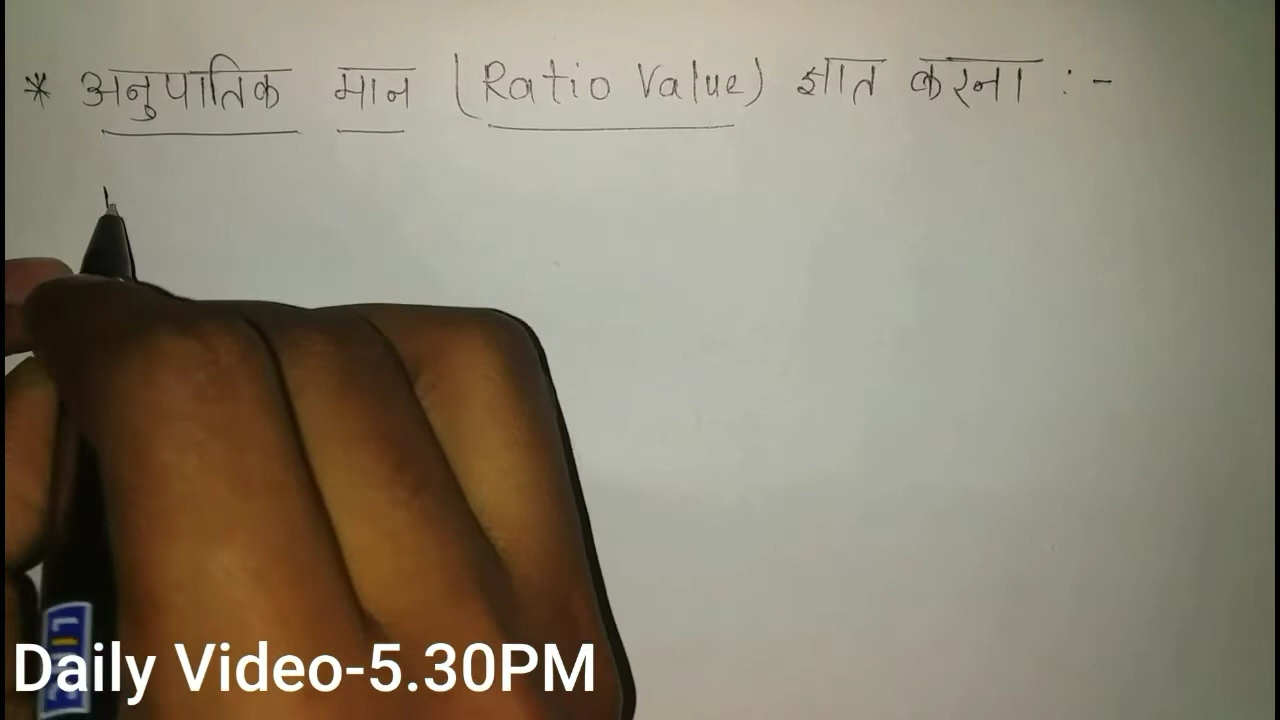 * अनुपातिक मान (Ratio Value) ज्ञात करना :-
Daily Video-5.30PM